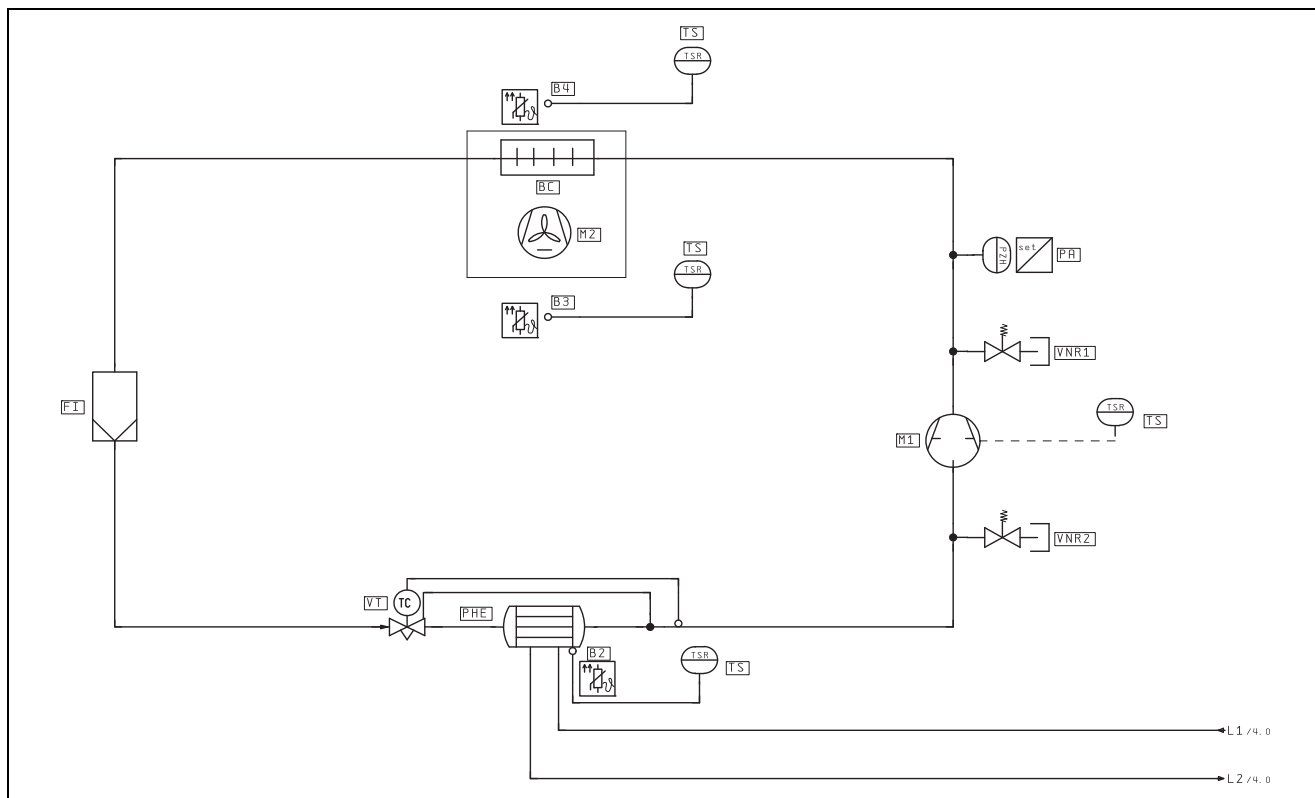 TS
TSR
B4
BC
M2
TS
TSR
B3
PZH
set
PA
VNR1
FI
TSR
TS
M1
VNR2
VT
TC
PHE
B2
TSR
TS
L1 /4.0
L2 /4.0